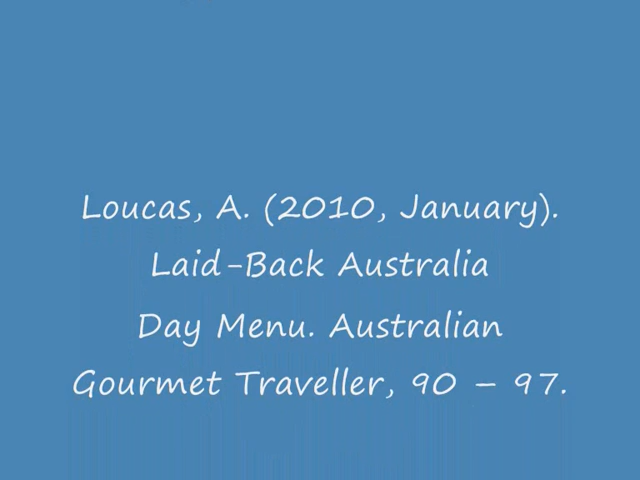 Loucas, A. (2010, January).
Laid-Back Australia
Day Menu. Australian
Gourmet Traveller, 90 – 97.